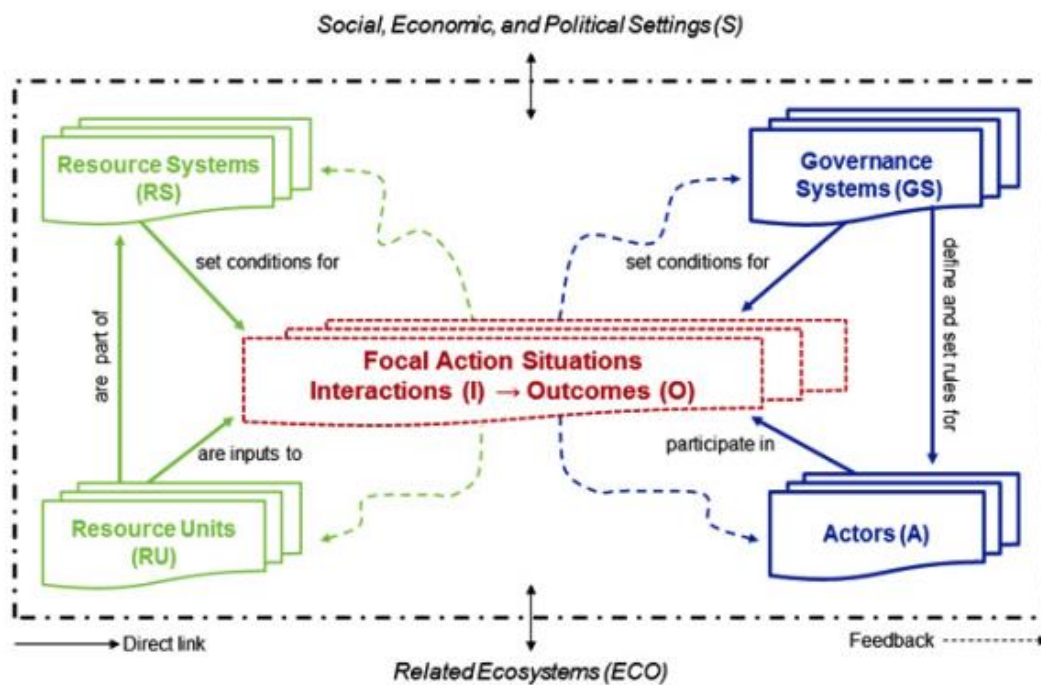 Social, Economic, and Political Settings (S)
Resource Systems
(RS)
Governance
Systems (GS)
set conditions for
set conditions for
are part of
define and set rules for
Focal Action Situations
Interactions (I) → Outcomes (O)
are inputs to
participate in
Resource Units
(RU)
Actors (A)
Direct link
Feedback
Related Ecosystems (ECO)